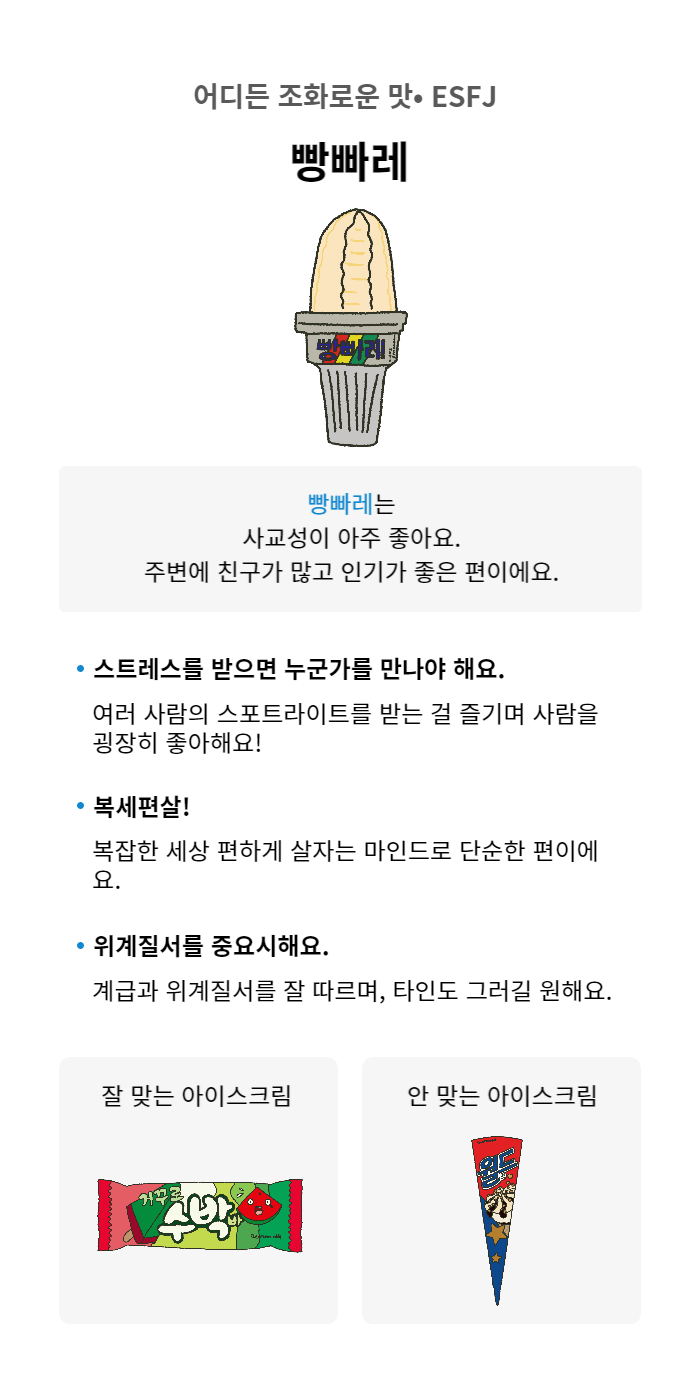 어디든 조화로운 맛• ESFJ
빵빠레
빵빠레
빵빠레는
사교성이 아주 좋아요.
주변에 친구가 많고 인기가 좋은 편이에요.
• 스트레스를 받으면 누군가를 만나야 해요.
여러 사람의 스포트라이트를 받는 걸 즐기며 사람을
굉장히 좋아해요!
• 복세편살!
복잡한 세상 편하게 살자는 마인드로 단순한 편이에
요.
• 위계질서를 중요시해요.
계급과 위계질서를 잘 따르며, 타인도 그러길 원해요.
잘 맞는 아이스크림
안 맞는 아이스크림
거꾸로
수박바
월드
콘